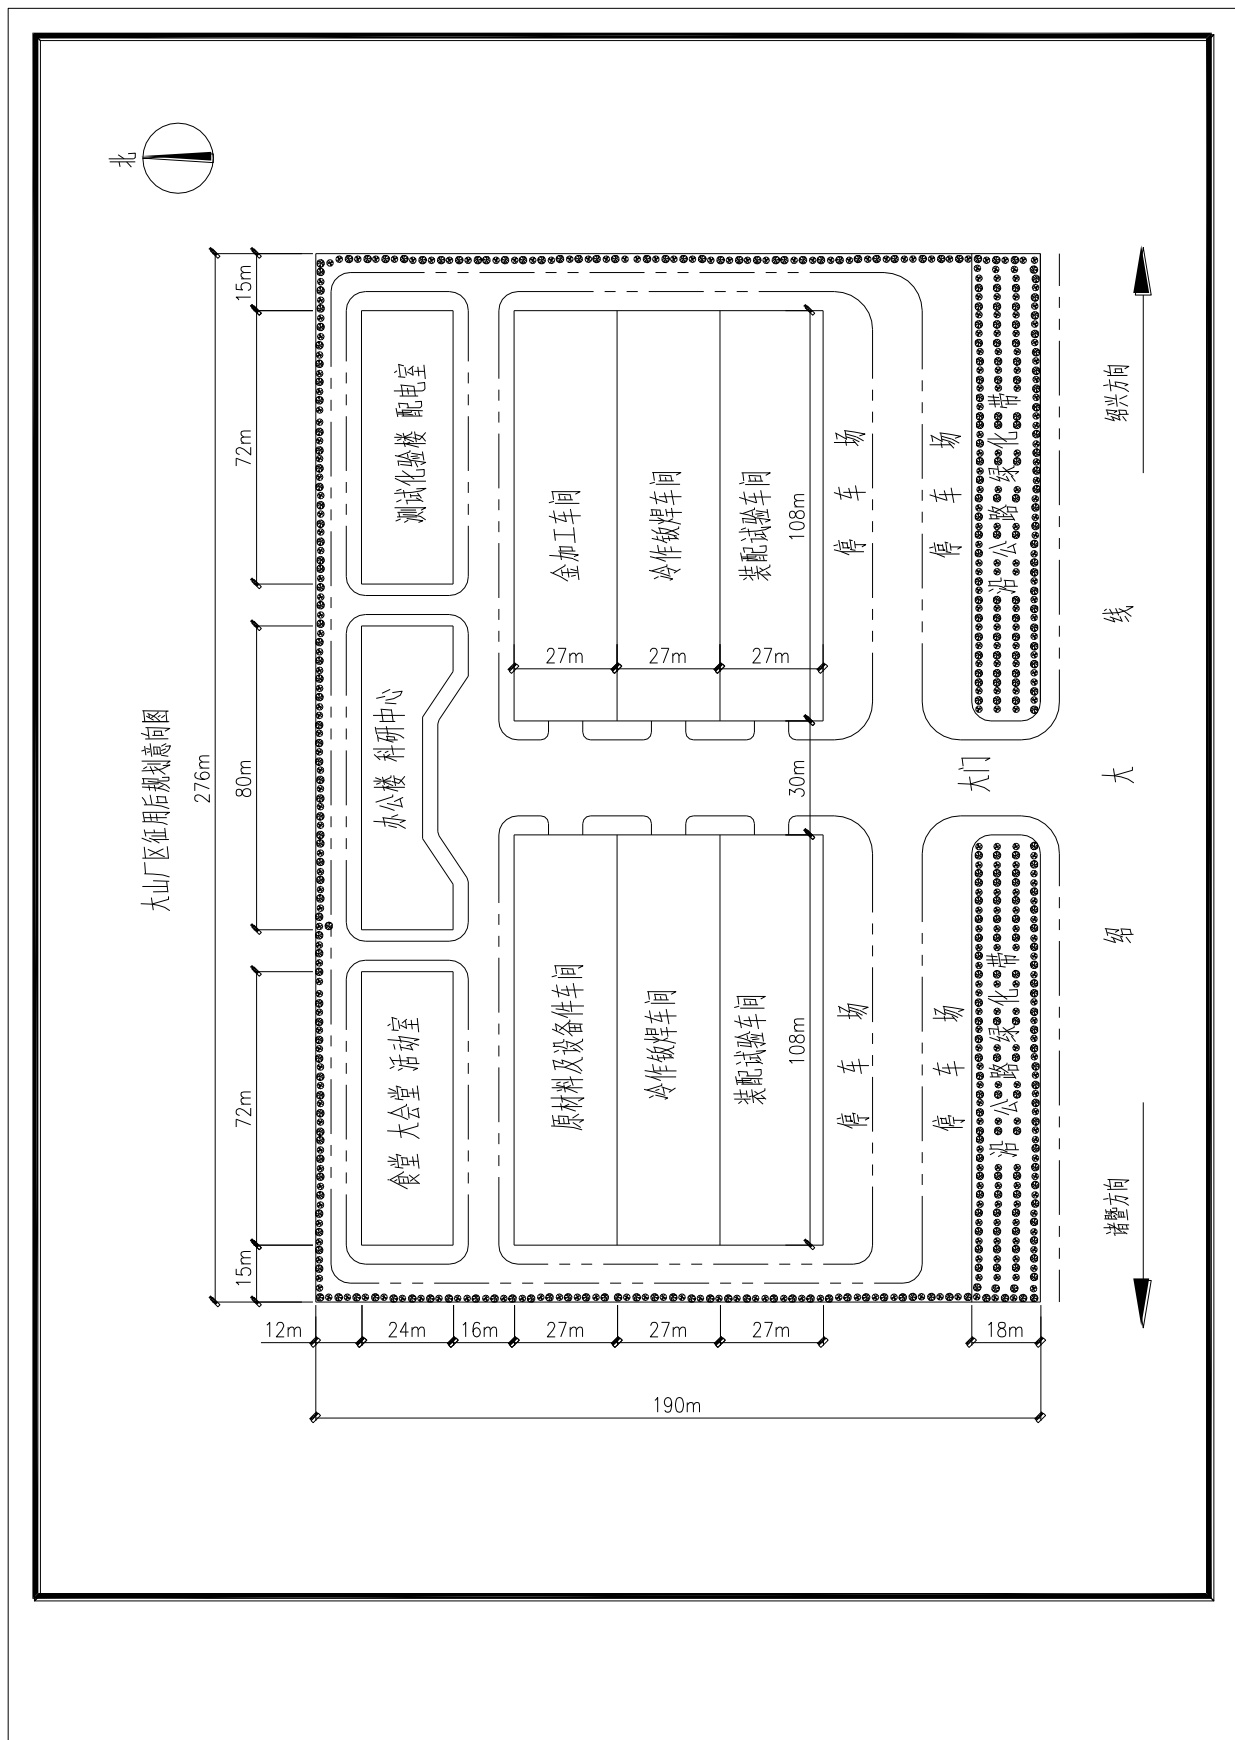 大山厂区征用后规划意向图
北
276m
15m
72m
80m
72m
15m
食堂 大会堂 活动室
办公楼 科研中心
测试化验楼 配电室
12m
24m
16m
27m
27m
27m
18m
190m
原材料及设备件车间
冷作钣焊车间
装配试验车间
108m
30m
金加工车间
冷作钣焊车间
装配试验车间
108m
27m
27m
27m
停 车 场
停 车 场
停 车 场
停 车 场
大门
沿 公 路 绿 化 带
沿 公 路 绿 化 带
诸暨方向
绍 大 线
绍兴方向